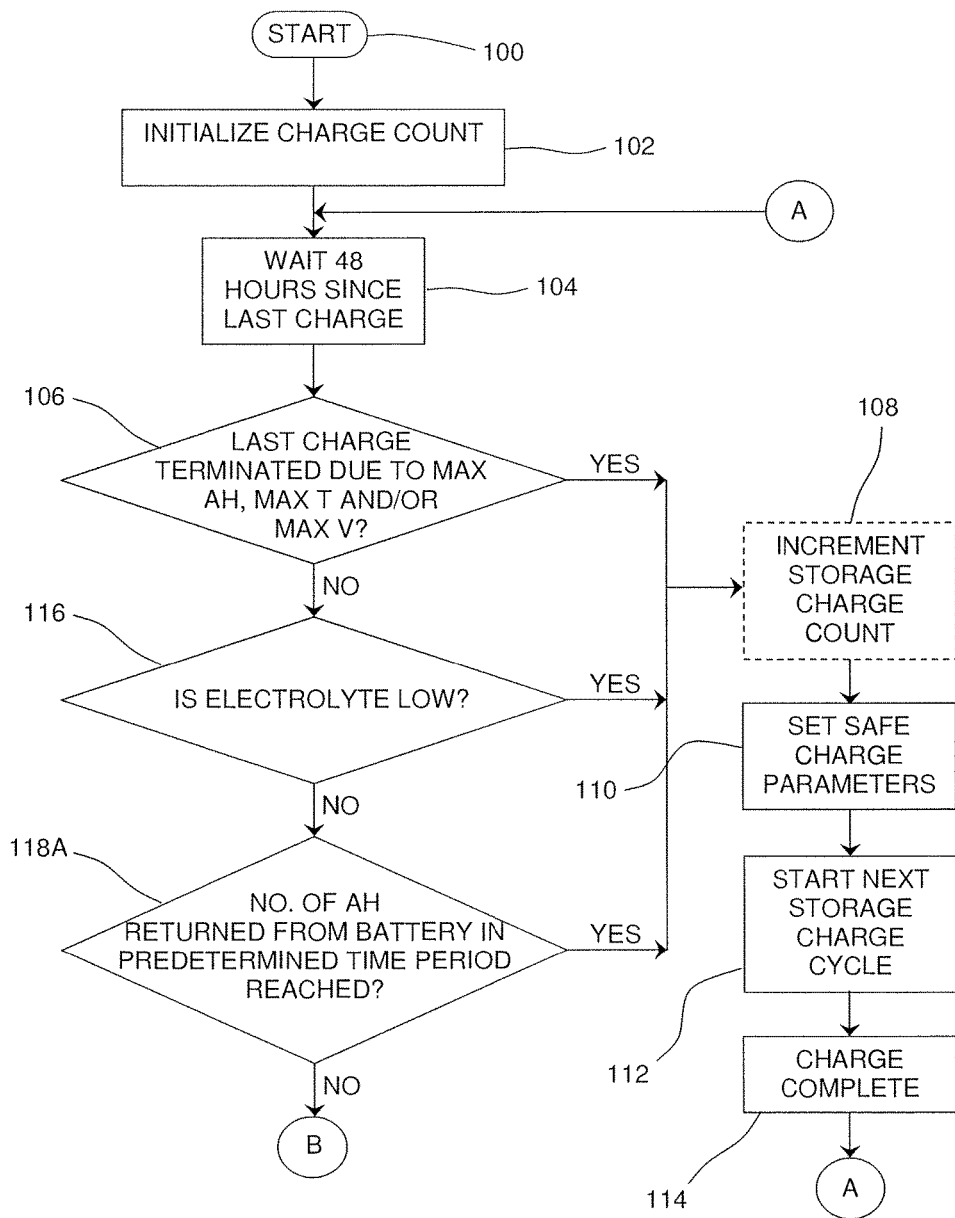 START
100
INITIALIZE CHARGE COUNT
102
A
WAIT 48
HOURS SINCE
LAST CHARGE
104
106
LAST CHARGE
TERMINATED DUE TO MAX
AH, MAX T AND/OR
MAX V?
YES
NO
108
INCREMENT
STORAGE
CHARGE
COUNT
116
IS ELECTROLYTE LOW?
YES
NO
SET SAFE
CHARGE
PARAMETERS
110
118A
NO. OF AH
RETURNED FROM BATTERY IN
PREDETERMINED TIME PERIOD
REACHED?
YES
NO
START NEXT
STORAGE
CHARGE
CYCLE
112
CHARGE
COMPLETE
114
B
A